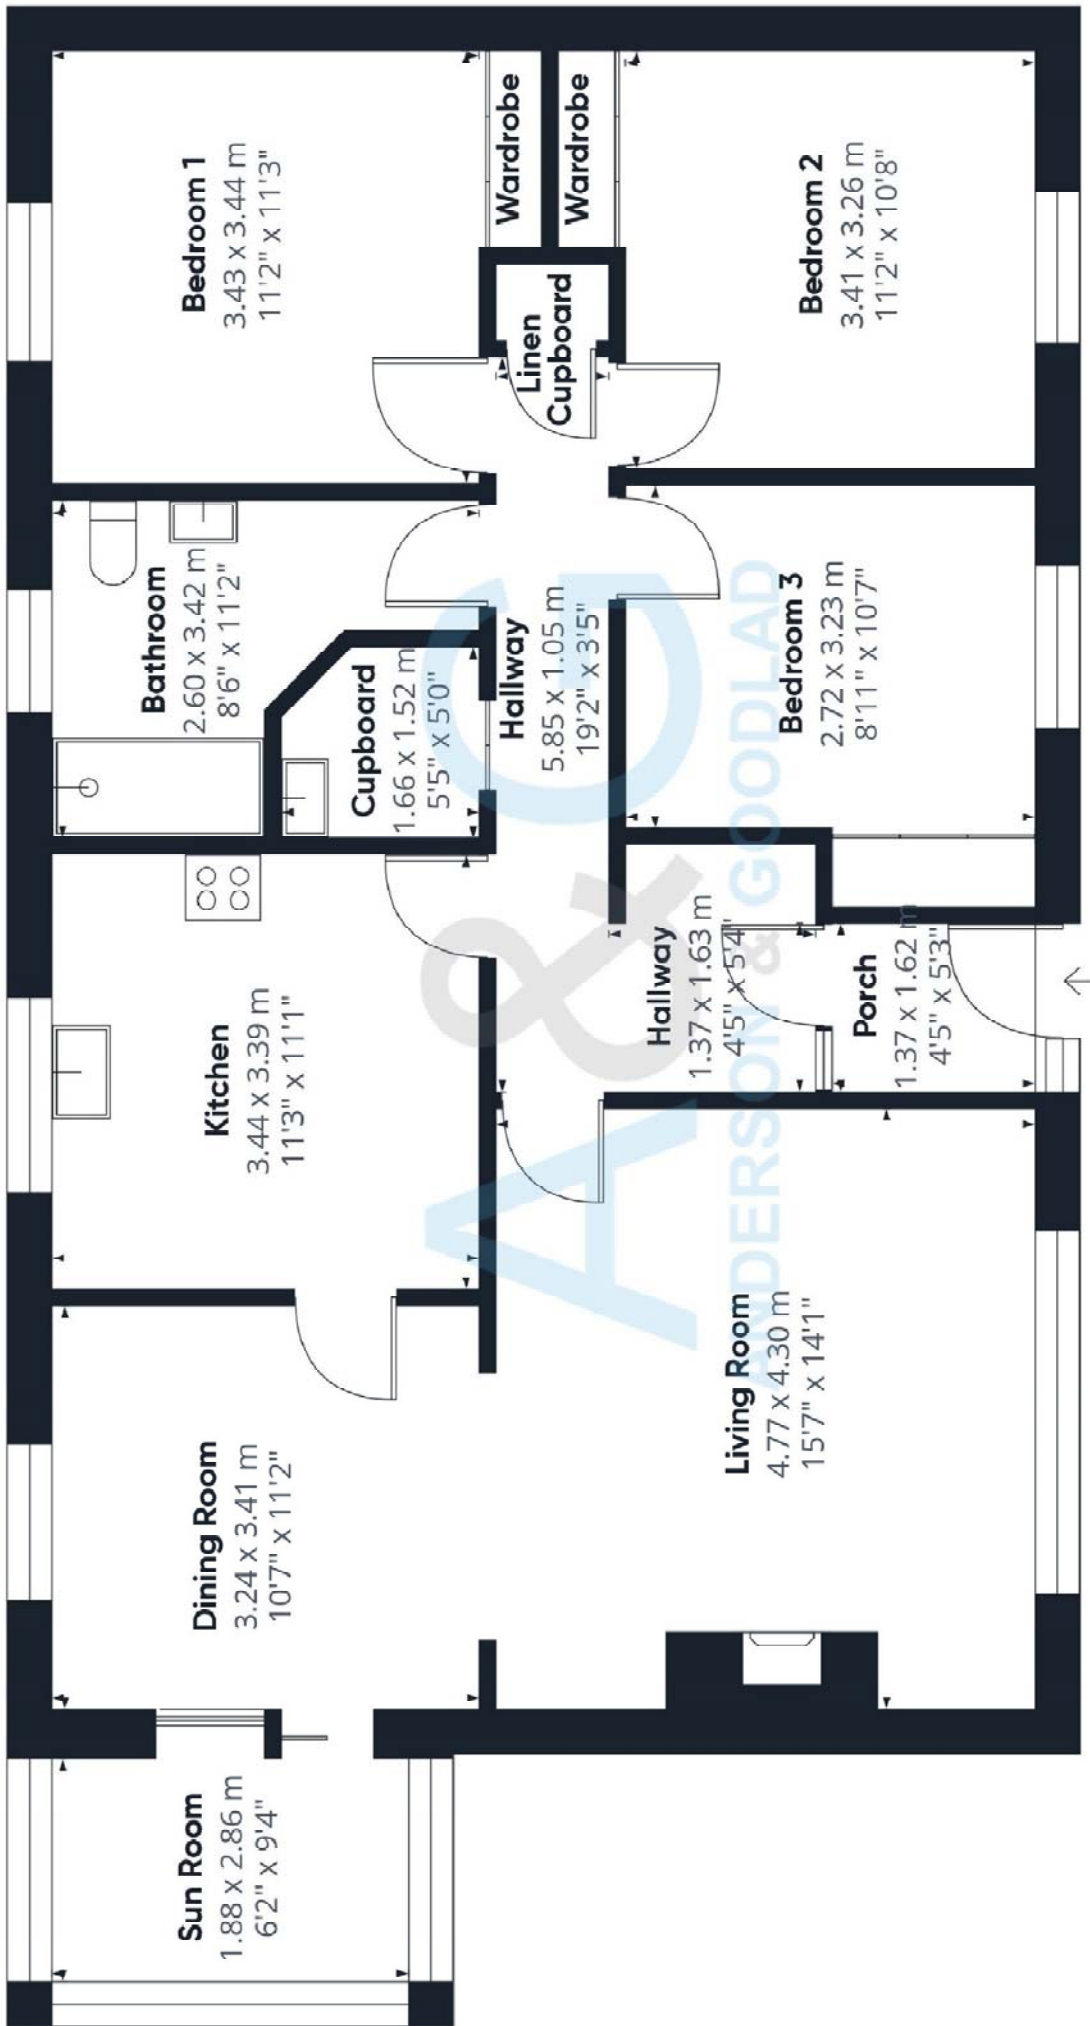 Sun Room
1.88 x 2.86 m
6'2" x 9'4"
Dining Room
3.24 x 3.41 m
10'7" x 11'2"
Kitchen
3.44 x 3.39 m
11'3" x 11'1"
Bathroom
2.60 x 3.42 m
8'6" x 11'2"
Cupboard
1.66 x 1.52 m
5'5" x 5'0"
Bedroom 1
3.43 x 3.44 m
11'2" x 11'3"
Wardrobe
Wardrobe
Linen
Cupboard
Hallway
5.85 x 1.05 m
19'2" x 3'5"
Living Room
4.77 x 4.30 m
15'7" x 14'1"
Hallway
1.37 x 1.63 m
4'5" x 5'4"
Porch
1.37 x 1.62 m
4'5" x 5'3"
Bedroom 3
2.72 x 3.23 m
8'11" x 10'7"
Bedroom 2
3.41 x 3.26 m
11'2" x 10'8"
A&G
ANDERSON & GOODLAD